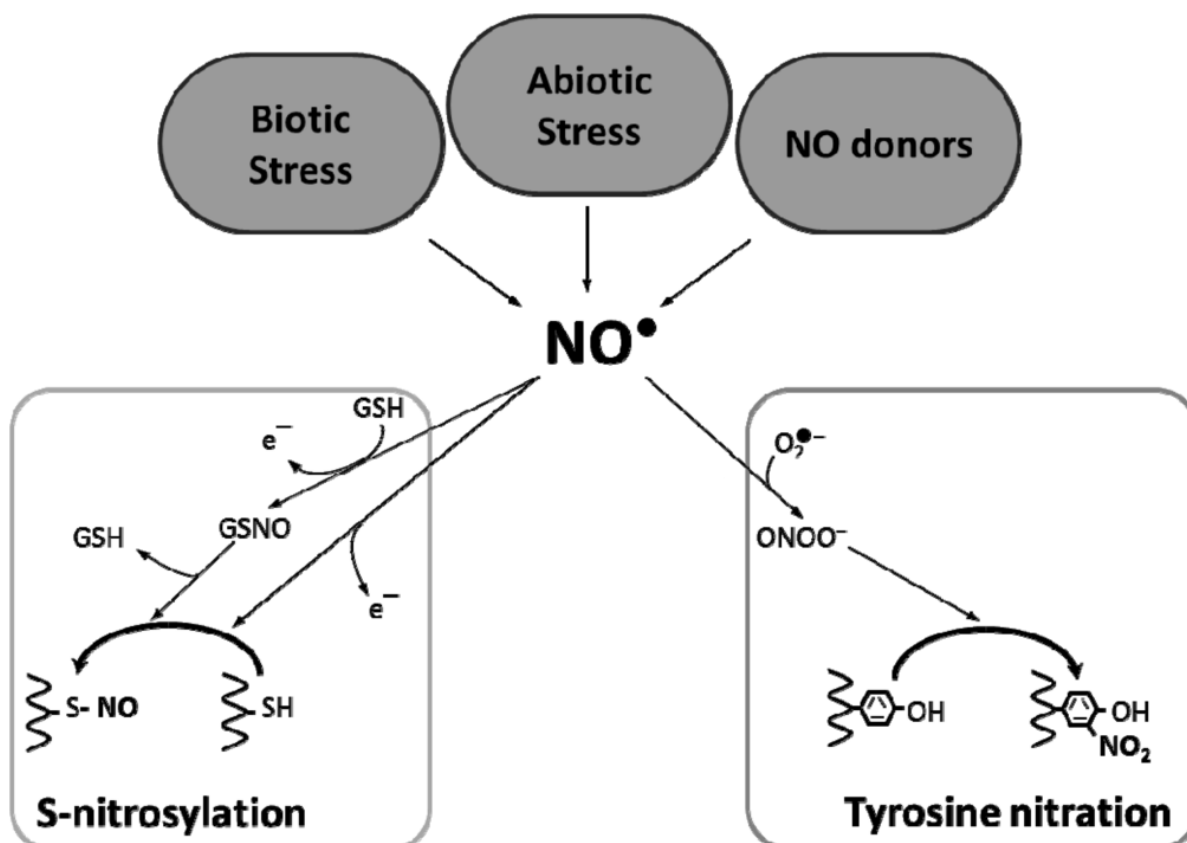 Biotic
Stress
Abiotic
Stress
NO donors
NO•
GSH
e⁻
GSNO
GSH
e⁻
S- NO
SH
S-nitrosylation
O₂•⁻
ONOO⁻
OH
OH
NO₂
Tyrosine nitration